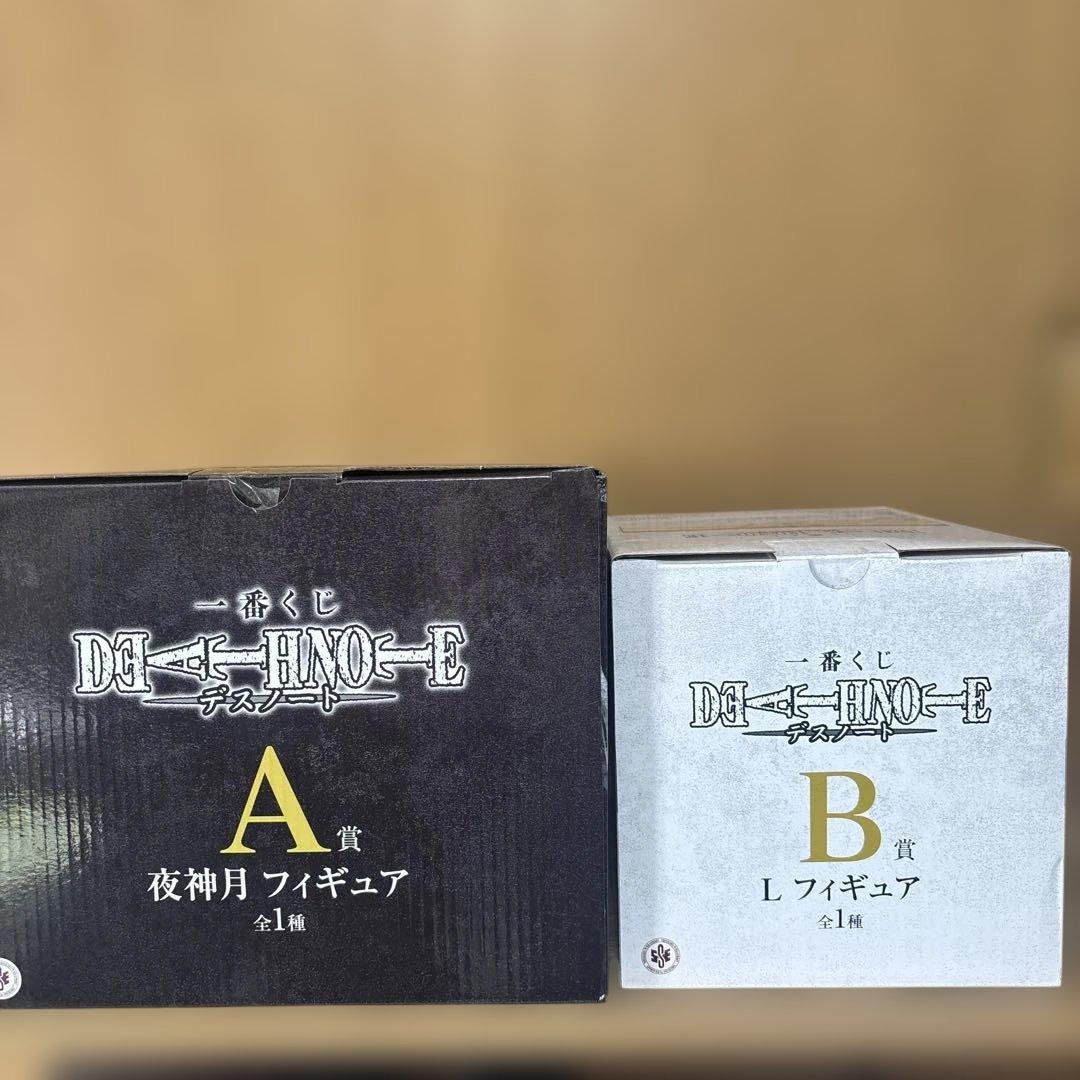 一番くじ
DEATH NOTE
デスノート
A賞
夜神月 フィギュア
全1種
一番くじ
DEATH NOTE
デスノート
B賞
L フィギュア
全1種